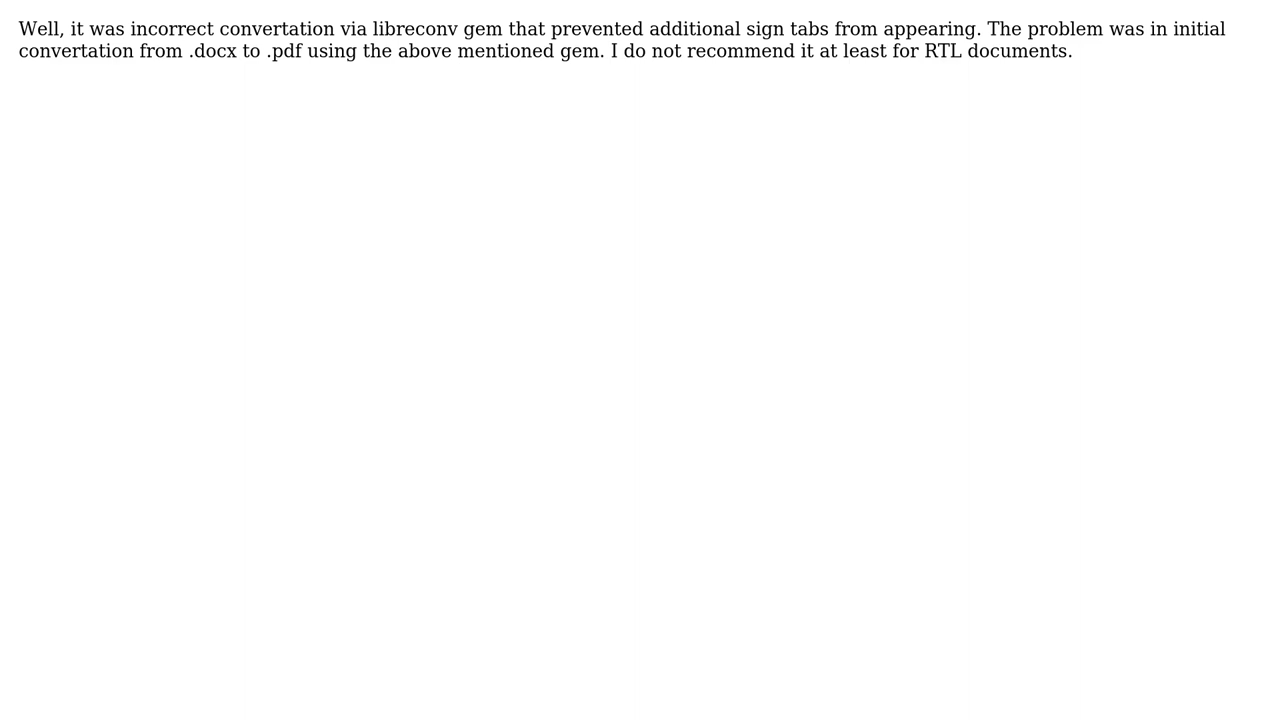 Well, it was incorrect convertation via libreconv gem that prevented additional sign tabs from appearing. The problem was in initial
convertation from .docx to .pdf using the above mentioned gem. I do not recommend it at least for RTL documents.